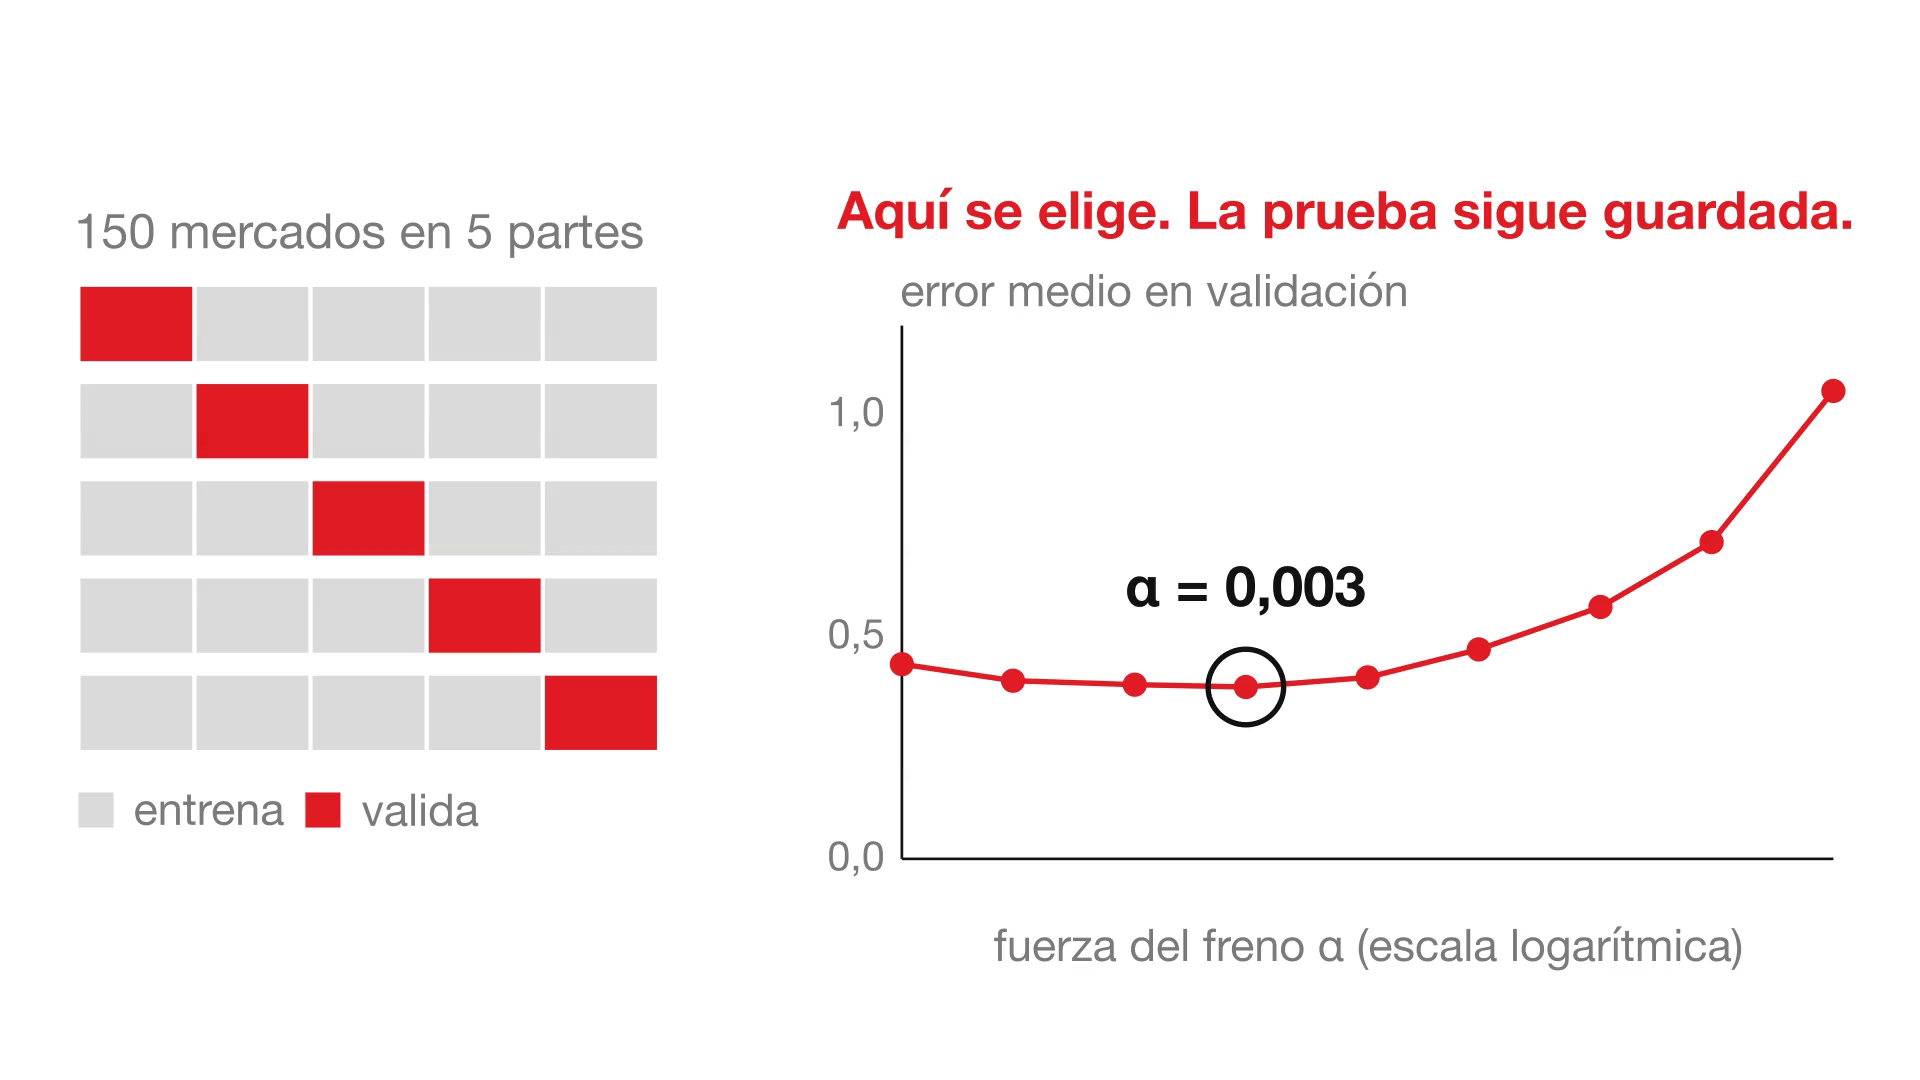 150 mercados en 5 partes
entrena
valida
Aquí se elige. La prueba sigue guardada.
error medio en validación
1,0
α = 0,003
0,5
0,0
fuerza del freno α (escala logarítmica)